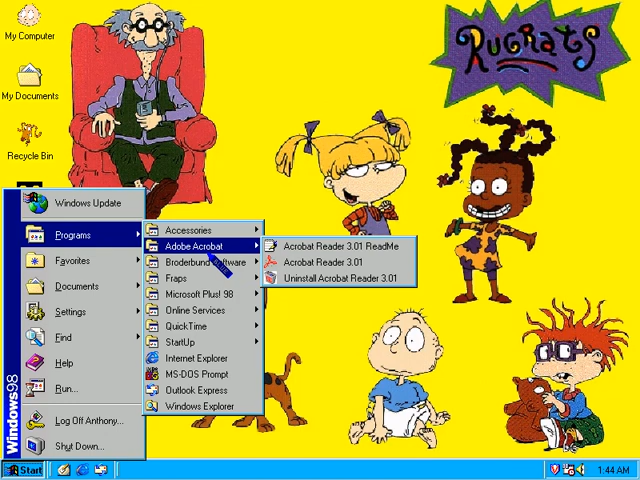 My Computer
RUGRATS
My Documents
Recycle Bin
Windows98
Windows Update
Programs
Favorites
Documents
Settings
Find
Help
Run...
Log Off Anthony...
Shut Down...
Accessories
Adobe Acrobat
Broderbund Software
Fraps
Microsoft Plus! 98
Online Services
QuickTime
StartUp
Internet Explorer
MS-DOS Prompt
Outlook Express
Windows Explorer
Acrobat Reader 3.01 ReadMe
Acrobat Reader 3.01
Uninstall Acrobat Reader 3.01
Start
1:44 AM